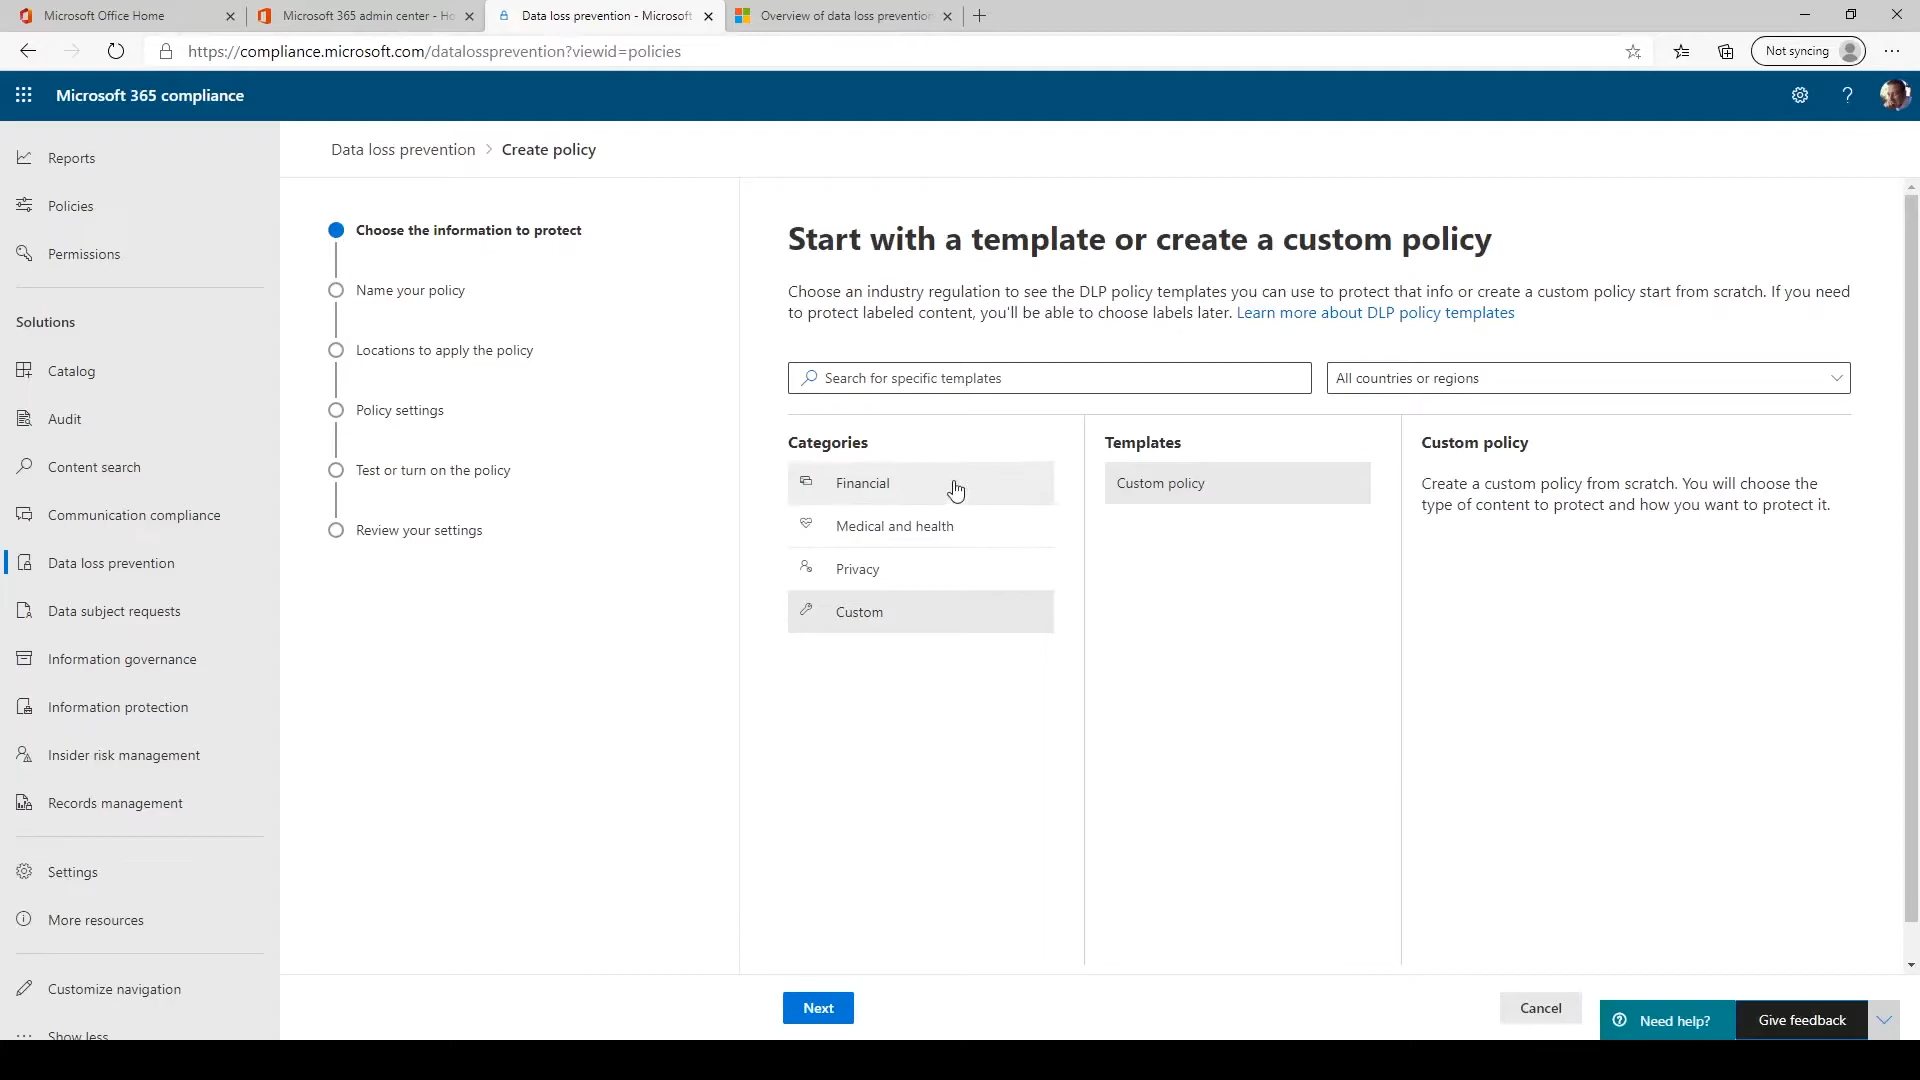 Microsoft Office Home
Microsoft 365 admin center - Ho
Data loss prevention - Microsoft
Overview of data loss prevention
https://compliance.microsoft.com/datalossprevention?viewid=policies
Not syncing
Microsoft 365 compliance
Reports
Policies
Permissions
Solutions
Catalog
Audit
Content search
Communication compliance
Data loss prevention
Data subject requests
Information governance
Information protection
Insider risk management
Records management
Settings
More resources
Customize navigation
Show less
Data loss prevention > Create policy
Choose the information to protect
Name your policy
Locations to apply the policy
Policy settings
Test or turn on the policy
Review your settings
Start with a template or create a custom policy
Choose an industry regulation to see the DLP policy templates you can use to protect that info or create a custom policy start from scratch. If you need
to protect labeled content, you'll be able to choose labels later. Learn more about DLP policy templates
Search for specific templates
All countries or regions
Categories
Financial
Medical and health
Privacy
Custom
Templates
Custom policy
Custom policy
Create a custom policy from scratch. You will choose the
type of content to protect and how you want to protect it.
Next
Cancel
Need help?
Give feedback